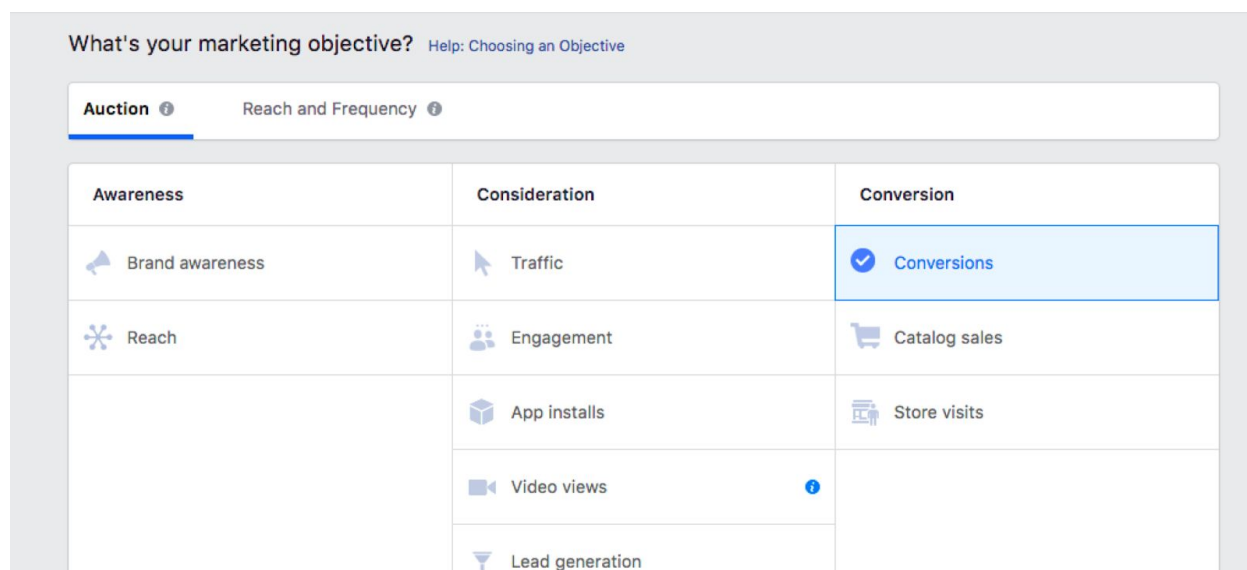 What's your marketing objective? Help: Choosing an Objective
Auction Reach and Frequency
Awareness Consideration Conversion
Brand awareness Traffic Conversions
Reach Engagement Catalog sales
App installs Store visits
Video views
Lead generation